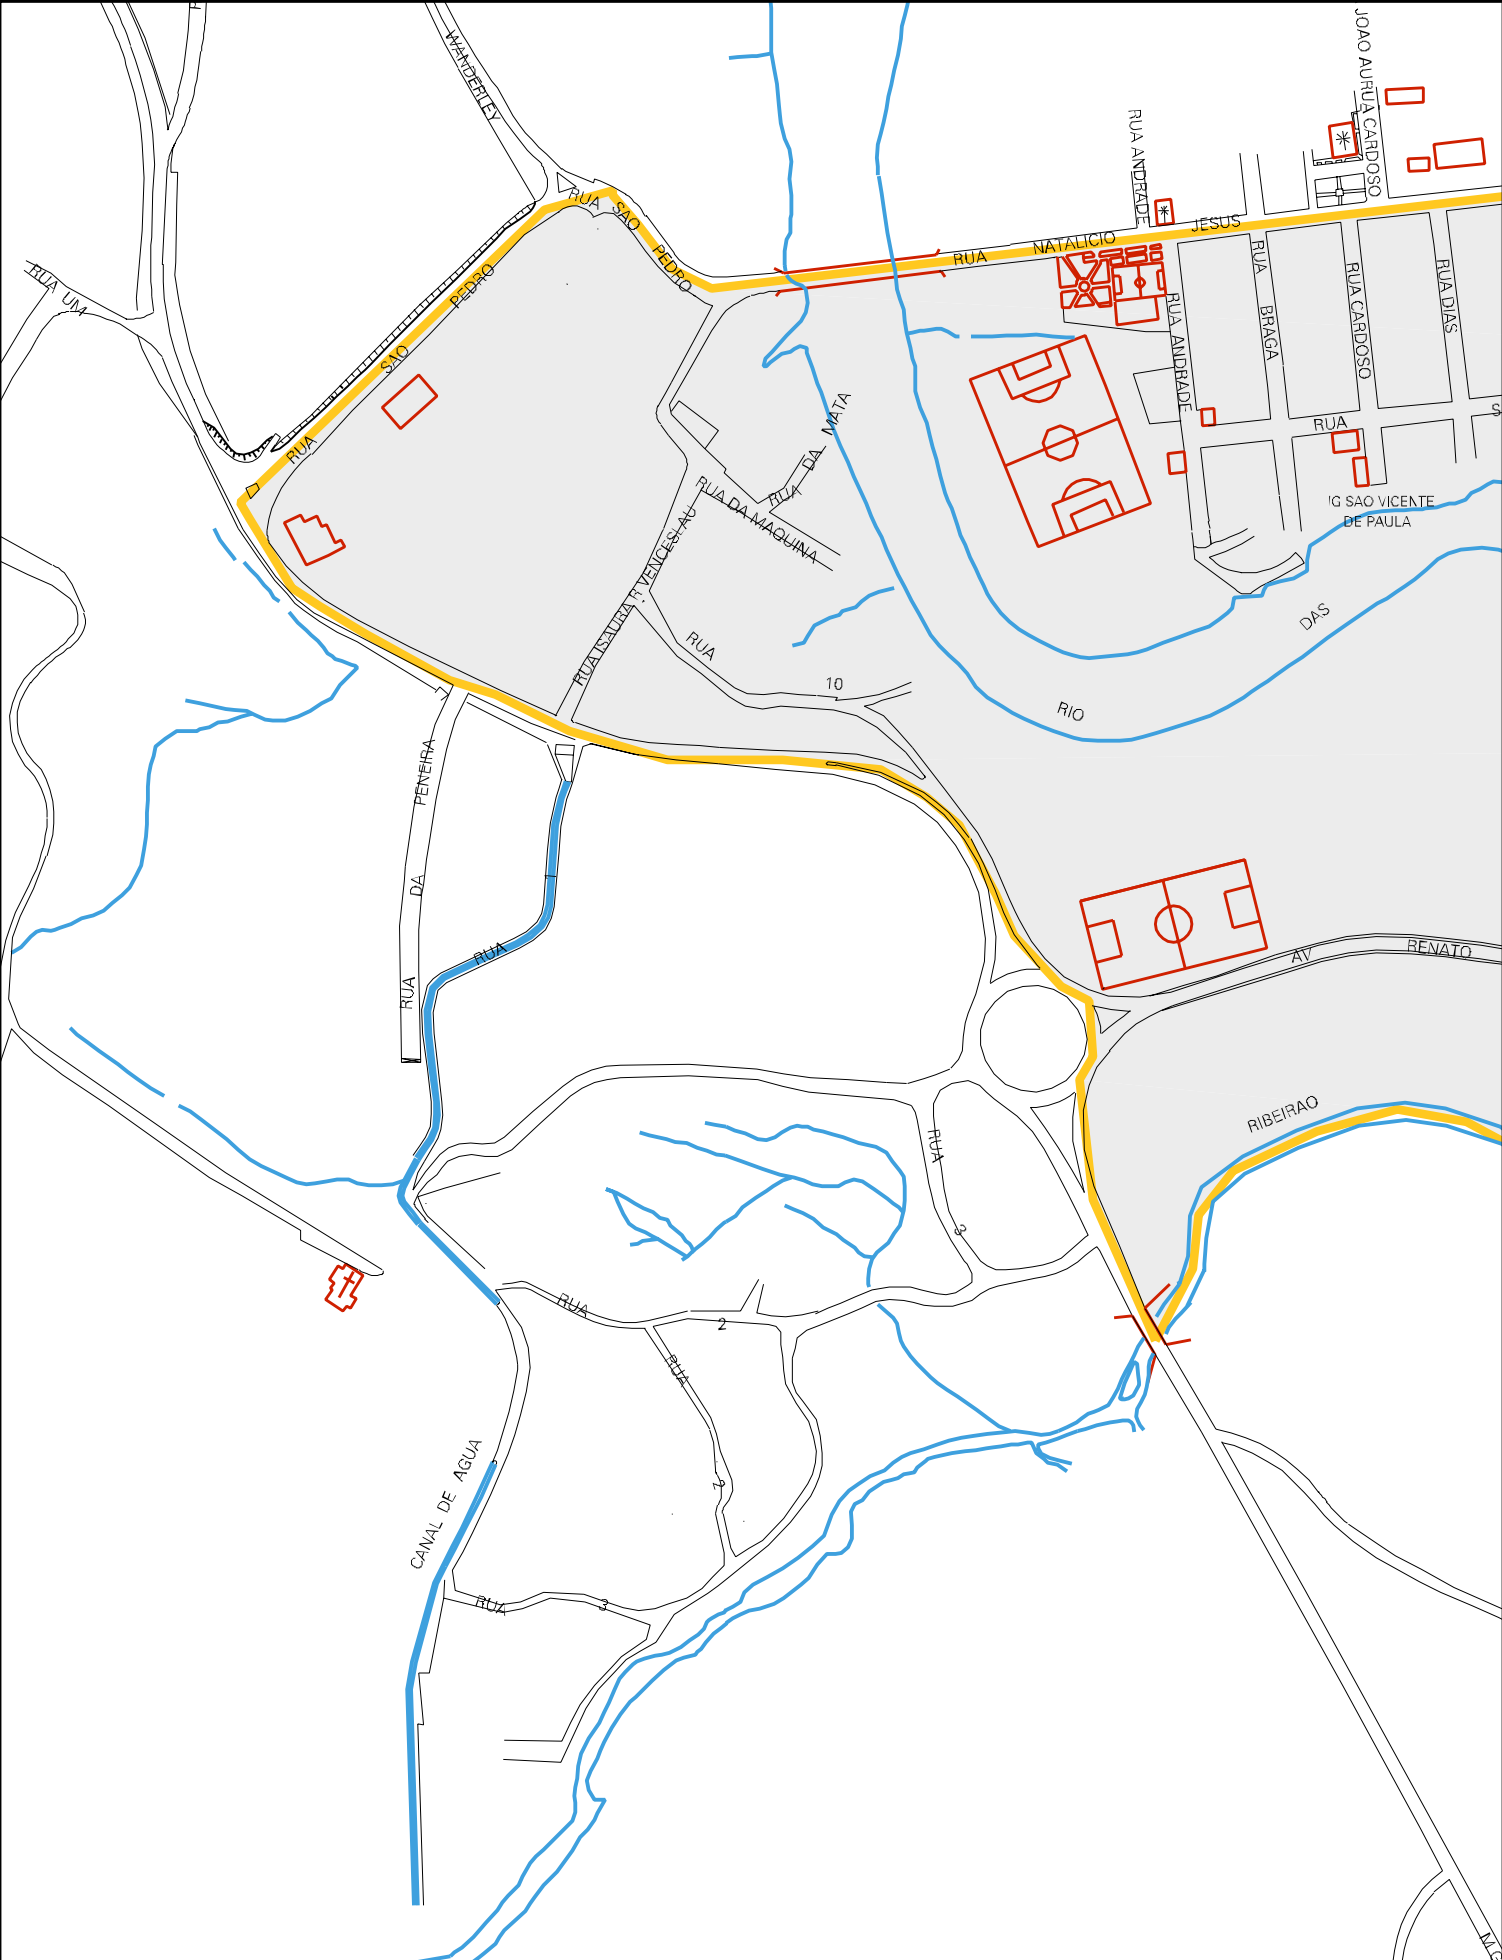 WANDERLEY
JOAO AURUA CARDOSO
RUA ANDRADE
RUA SAO PEDRO
RUA NATALICIO JESUS
RUA UM
RUA SAO PEDRO
RUA ANDRADE
RUA BRAGA
RUA CARDOSO
RUA DIAS
RUA
S
RUA DA MATA
RUA DA MAQUINA
RUA ISAURA R VENCESLAU
IG SAO VICENTE
DE PAULA
RUA 10
RIO DAS
RUA DA PENEIRA
RUA 1
AV RENATO
RIBEIRAO
RUA 3
RUA 2
RUA 2
CANAL DE AGUA
RUA 3